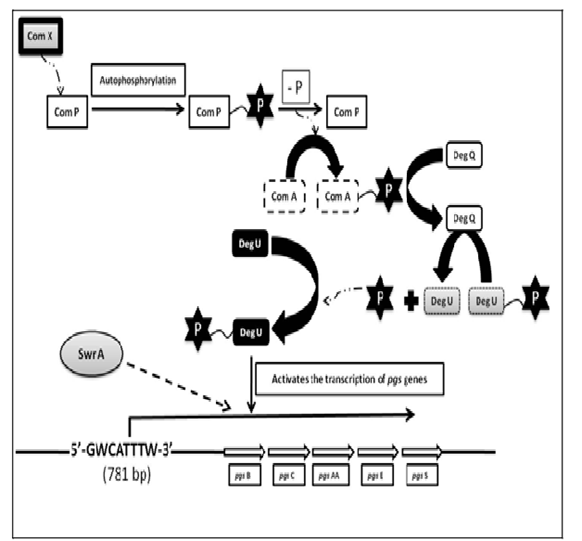 Com X
Autophosphorylation
- P
Com P
Com P
P
Com P
Deg Q
Com A
Com A
P
Deg Q
Deg U
P
Deg U
Deg U
P
P
Deg U
SwrA
Activates the transcription of pgs genes
5'-GWCATTTW-3'
(781 bp)
pgs B
pgs C
pgs AA
pgs E
pgs S